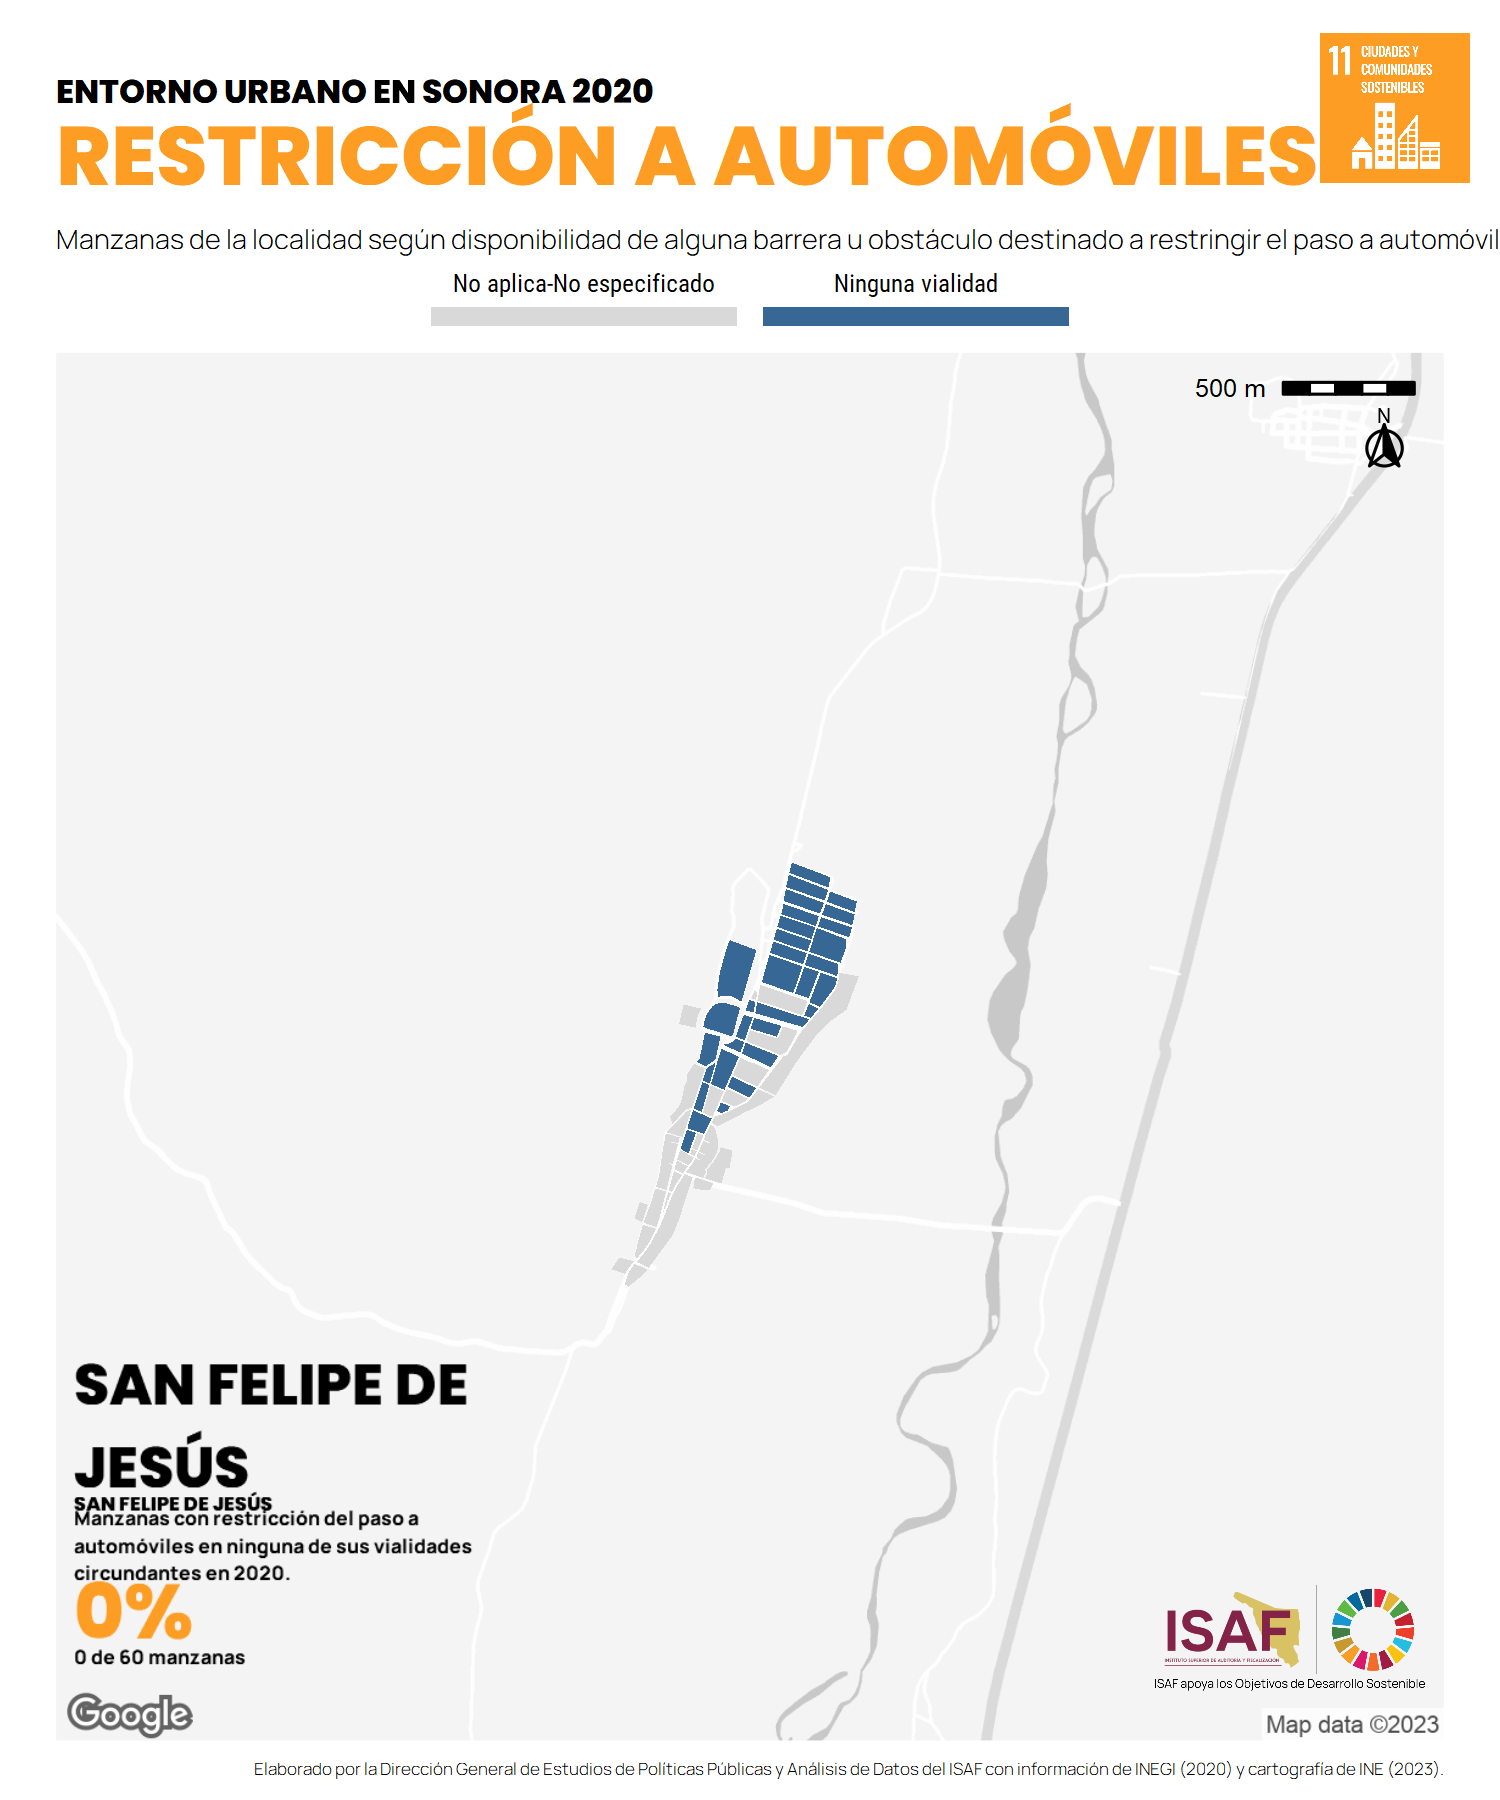 ENTORNO URBANO EN SONORA 2020
RESTRICCIÓN A AUTOMÓVILES
11 CIUDADES Y
COMUNIDADES
SOSTENIBLES
Manzanas de la localidad según disponibilidad de alguna barrera u obstáculo destinado a restringir el paso a automóvil
No aplica-No especificado
Ninguna vialidad
500 m
N
SAN FELIPE DE
JESÚS
SAN FELIPE DE JESÚS
Manzanas con restricción del paso a
automóviles en ninguna de sus vialidades
circundantes en 2020.
0%
0 de 60 manzanas
Google
ISAF
INSTITUTO SUPERIOR DE AUDITORÍA Y FISCALIZACIÓN
ISAF apoya los Objetivos de Desarrollo Sostenible
Map data ©2023
Elaborado por la Dirección General de Estudios de Políticas Públicas y Análisis de Datos del ISAF con información de INEGI (2020) y cartografía de INE (2023).